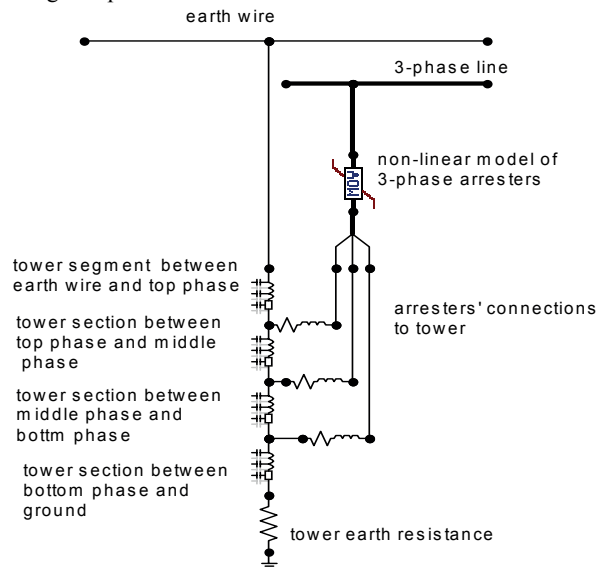 earth wire
3-phase line
MOV
non-linear model of
3-phase arresters
tower segment between
earth wire and top phase
arresters' connections
to tower
tower section between
top phase and middle
phase
tower section between
middle phase and
bottm phase
tower section between
bottom phase and
ground
tower earth resistance